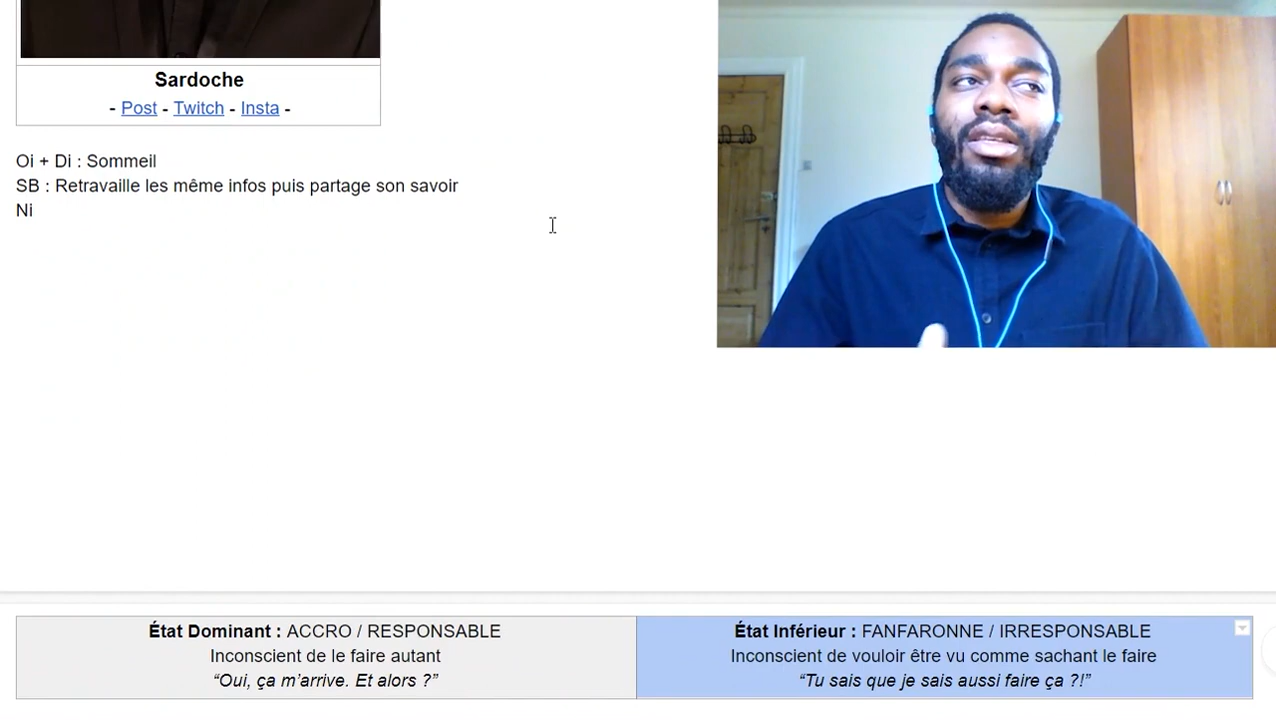 Sardoche
- Post - Twitch - Insta -
Oi + Di : Sommeil
SB : Retravaille les même infos puis partage son savoir
Ni
État Dominant : ACCRO / RESPONSABLE
Inconscient de le faire autant
“Oui, ça m’arrive. Et alors ?”
État Inférieur : FANFARONNE / IRRESPONSABLE
Inconscient de vouloir être vu comme sachant le faire
“Tu sais que je sais aussi faire ça ?!”